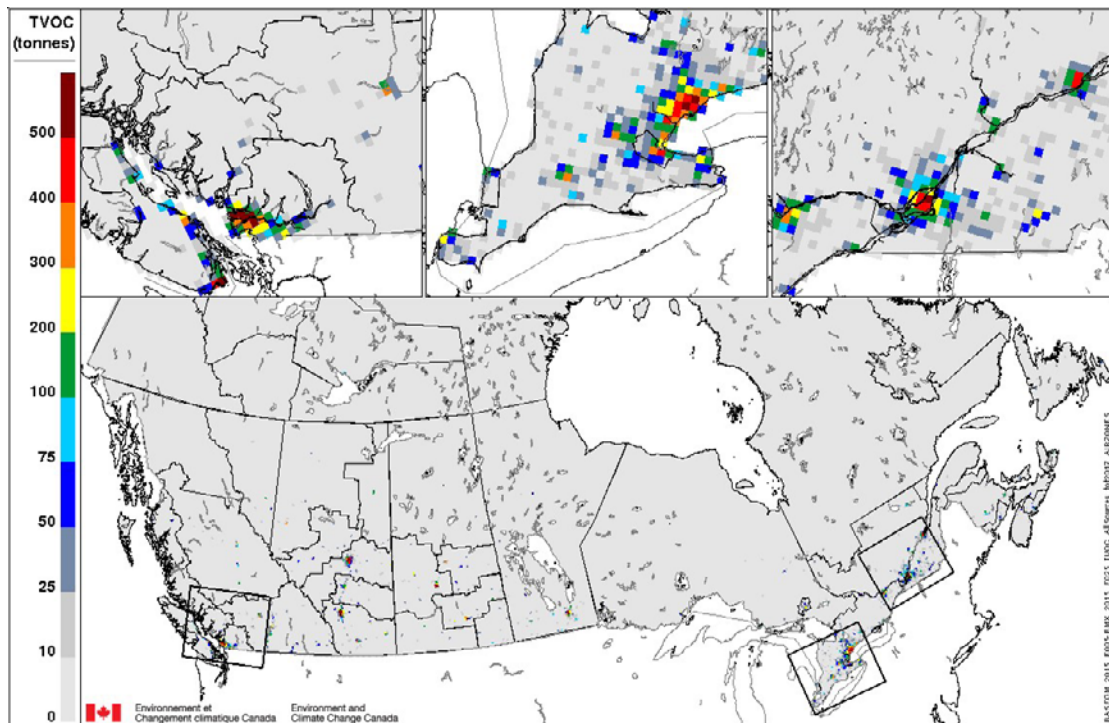 TVOC
(tonnes)
500
400
300
200
100
75
50
25
10
0
Environnement et
Changement climatique Canada
Environment and
Climate Change Canada